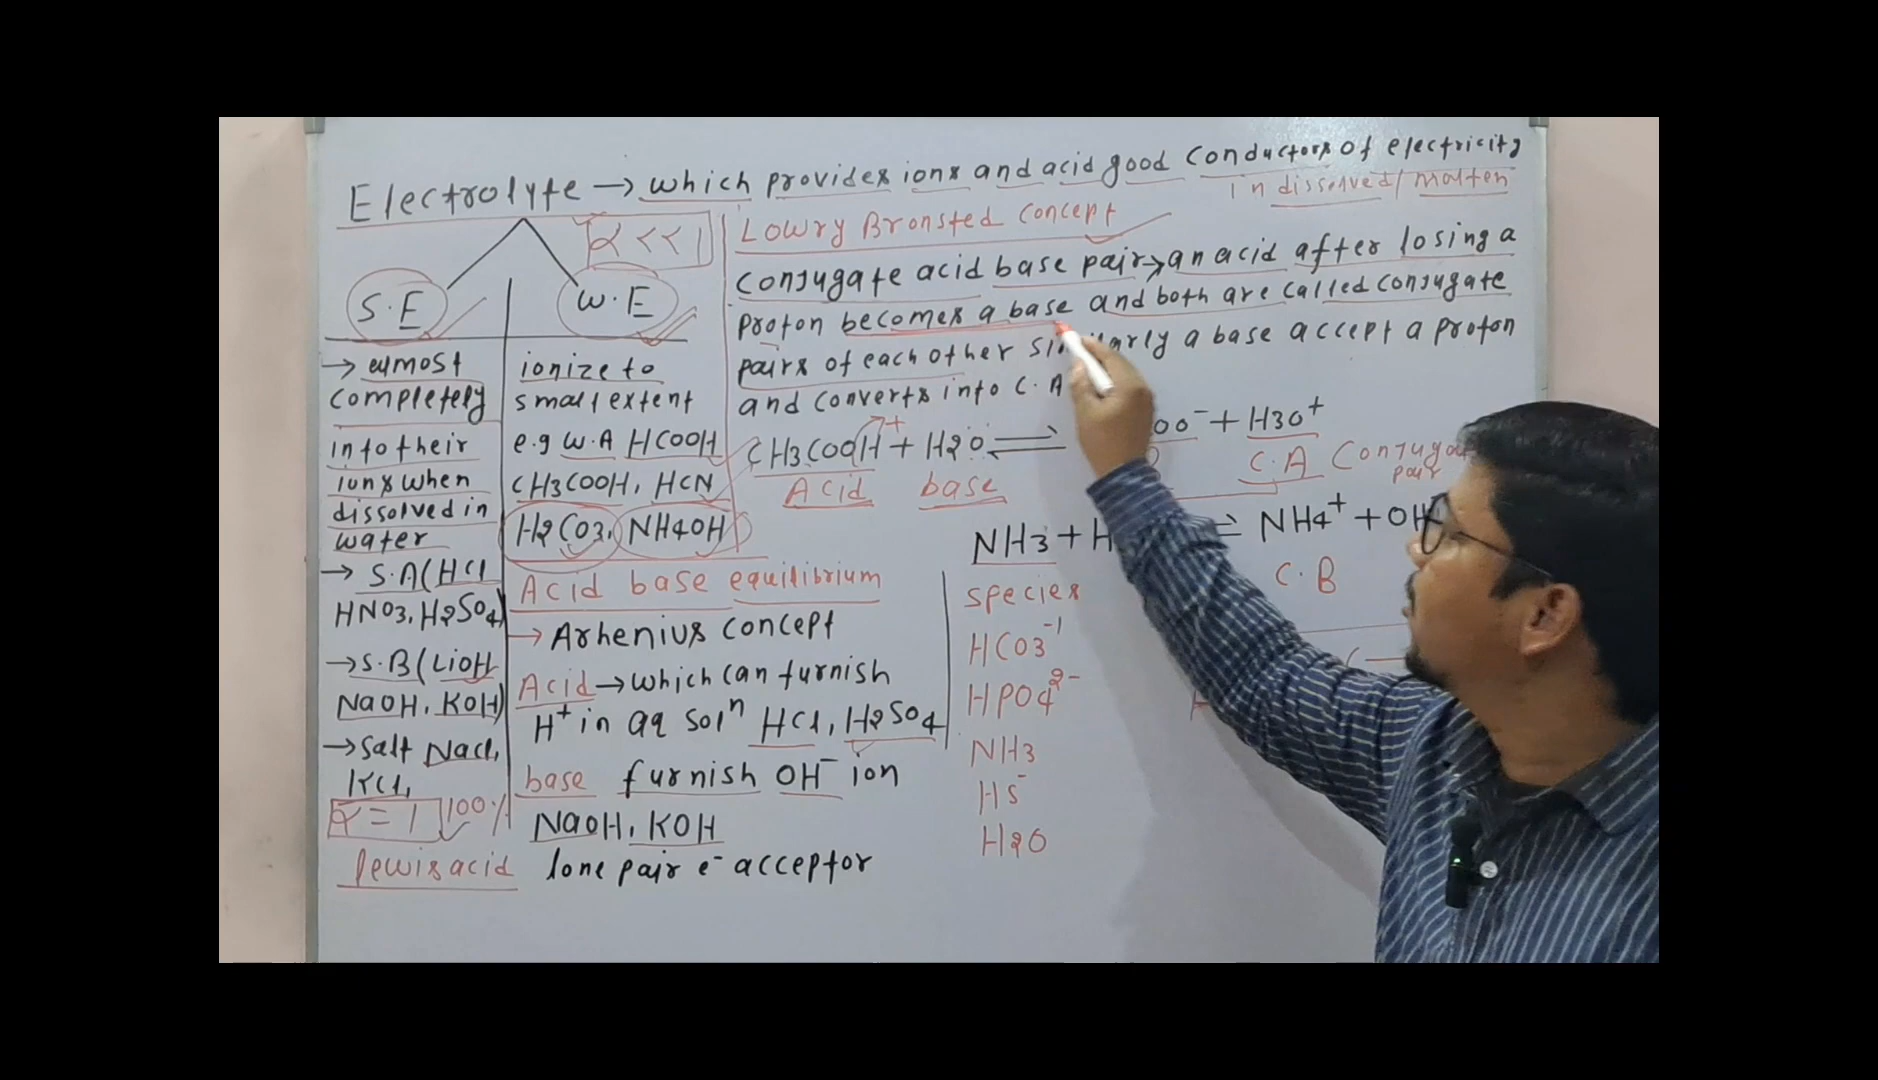 Electrolyte → which provides ions and acid good conductors of electricity
in dissolved/molten
α <<1
S.E
W.E
→ almost
completely
into their
ions when
dissolved in
water
→ S.A(HCl
HNO3, H2SO4)
→ S.B(LiOH
NaOH, KOH)
→ salt NaCl,
KCl,
α = 1 100%
ionize to
small extent
e.g W.A HCOOH
CH3COOH, HCN
H2CO3, NH4OH
Lowry Bronsted concept
conjugate acid base pair → an acid after losing a
proton becomes a base and both are called conjugate
pairs of each other a base accept a proton
and converts into C.A
CH3COOH + H2O ⇌ OO⁻ + H3O⁺
H⁺
Acid base C.A
pair
NH3 + H ⇌ NH4⁺ + OH
C.B
species
HCO3⁻¹
HPO4²⁻
NH3
HS⁻
H2O
Acid base equilibrium
→ Arhenius concept
Acid → which can furnish
H⁺ in aq solⁿ HCl, H2SO4
base furnish OH⁻ ion
NaOH, KOH
lewis acid lone pair e⁻ acceptor